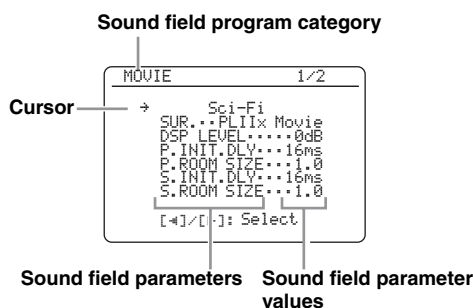 Sound field program category
MOVIE 1/2
Cursor
→ Sci-Fi
SUR.··PLIIx Movie
DSP LEVEL·····0dB
P.INIT.DLY···16ms
P.ROOM SIZE···1.0
S.INIT.DLY···16ms
S.ROOM SIZE···1.0
[◀]/[▷]: Select
Sound field parameters
Sound field parameter
values